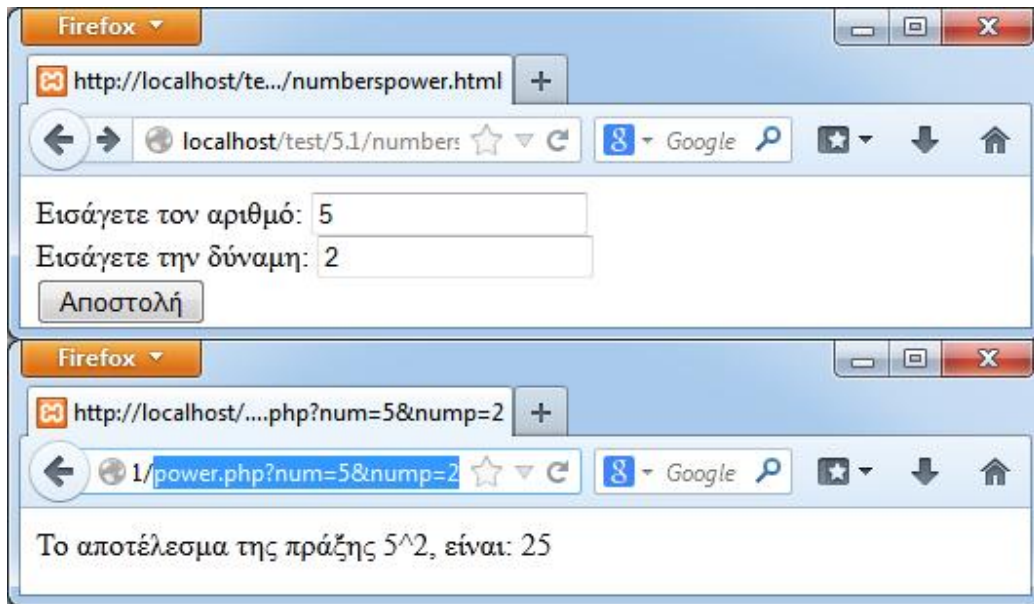 Firefox
http://localhost/te.../numberspower.html
localhost/test/5.1/numbers
Google
Εισάγετε τον αριθμό: 5
Εισάγετε την δύναμη: 2
Αποστολή
Firefox
http://localhost/....php?num=5&nump=2
1/power.php?num=5&nump=2
Google
Το αποτέλεσμα της πράξης 5^2, είναι: 25